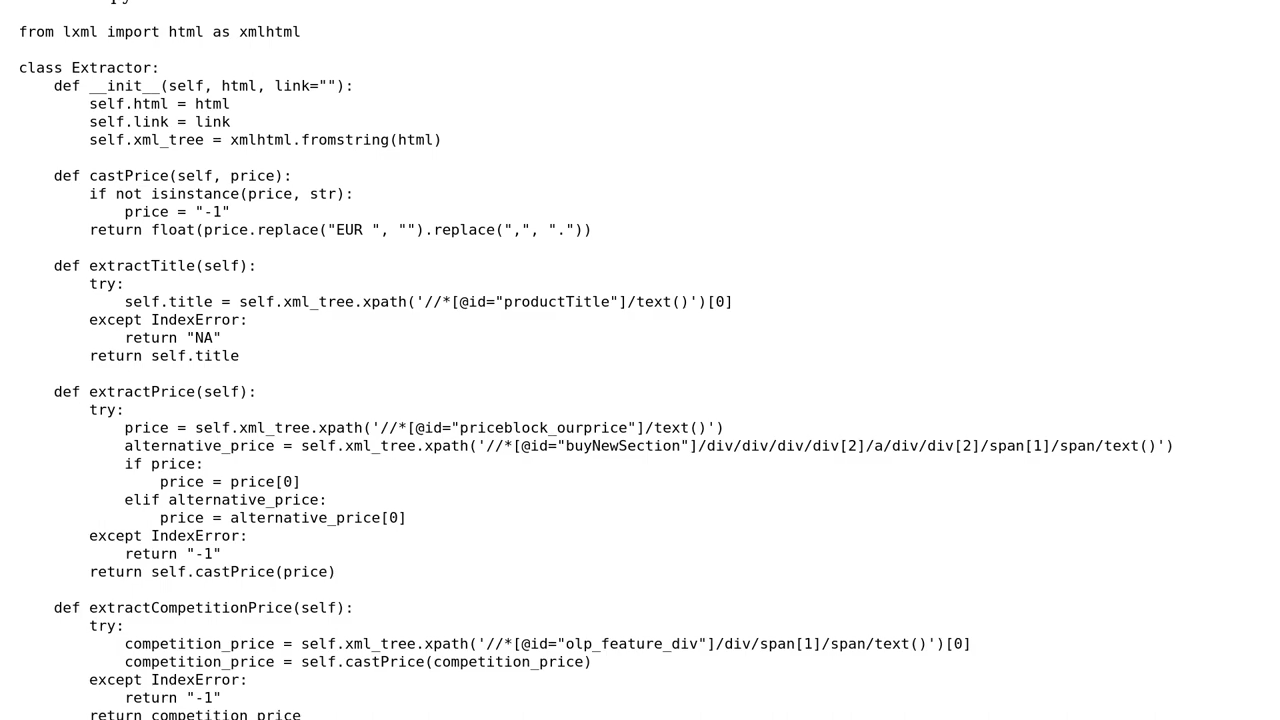 from lxml import html as xmlhtml

class Extractor:
    def __init__(self, html, link=""):
        self.html = html
        self.link = link
        self.xml_tree = xmlhtml.fromstring(html)

    def castPrice(self, price):
        if not isinstance(price, str):
            price = "-1"
        return float(price.replace("EUR ", "").replace(",", "."))

    def extractTitle(self):
        try:
            self.title = self.xml_tree.xpath('//*[@id="productTitle"]/text()')[0]
        except IndexError:
            return "NA"
        return self.title

    def extractPrice(self):
        try:
            price = self.xml_tree.xpath('//*[@id="priceblock_ourprice"]/text()')
            alternative_price = self.xml_tree.xpath('//*[@id="buyNewSection"]/div/div/div/div[2]/a/div/div[2]/span[1]/span/text()')
            if price:
                price = price[0]
            elif alternative_price:
                price = alternative_price[0]
        except IndexError:
            return "-1"
        return self.castPrice(price)

    def extractCompetitionPrice(self):
        try:
            competition_price = self.xml_tree.xpath('//*[@id="olp_feature_div"]/div/span[1]/span/text()')[0]
            competition_price = self.castPrice(competition_price)
        except IndexError:
            return "-1"
        return competition_price